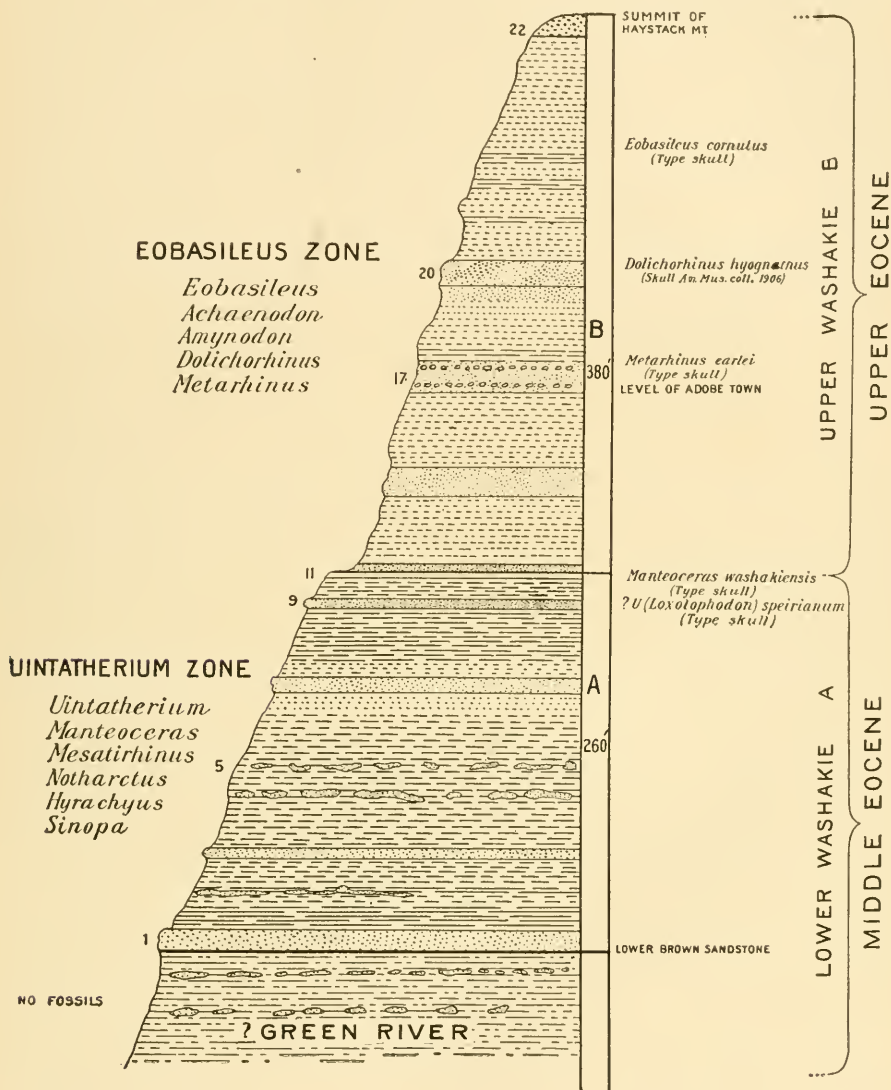 22
SUMMIT OF
HAYSTACK MT
Eobasileus cornutus
(Type skull)
EOBASILEUS ZONE
Eobasileus
Achaenodon
Amynodon
Dolichorhinus
Metarhinus
20
Dolichorhinus hyognathus
(Skull Am. Mus. coll. 1906)
B
380'
17
Metarhinus earlei
(Type skull)
LEVEL OF ADOBE TOWN
UPPER WASHAKIE B
UPPER EOCENE
11
Manteoceras washakiensis
(Type skull)
9
? U (Loxolophodon) speirianum
(Type skull)
UINTATHERIUM ZONE
Uintatherium
Manteoceras
Mesatirhinus
Notharctus
Hyrachyus
Sinopa
A
260'
5
LOWER WASHAKIE A
MIDDLE EOCENE
1
LOWER BROWN SANDSTONE
NO FOSSILS
? GREEN RIVER